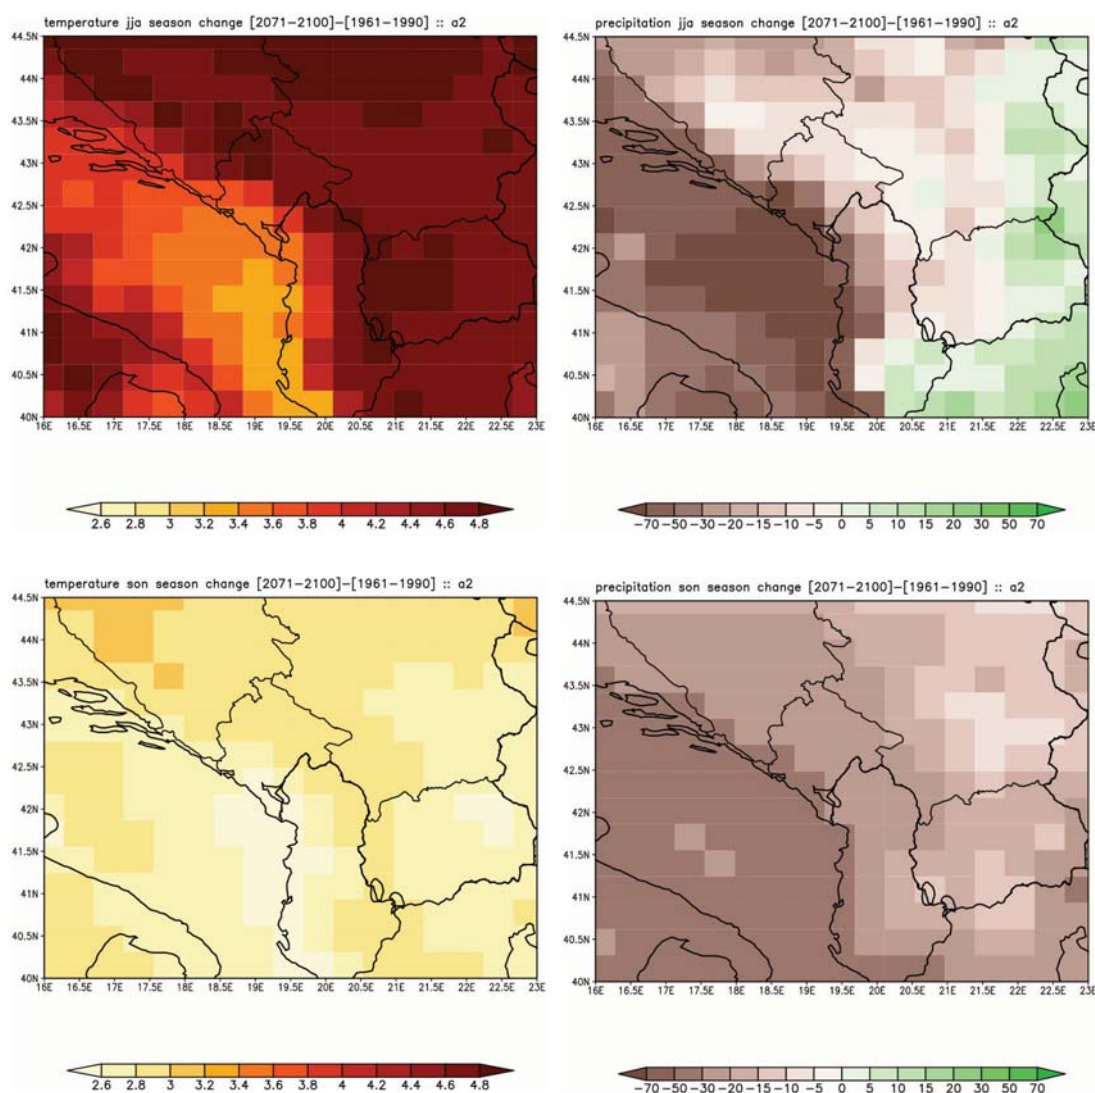 temperature jja season change [2071-2100]-[1961-1990] :: a2
44.5N
44N
43.5N
43N
42.5N
42N
41.5N
41N
40.5N
40N
16E 16.5E 17E 17.5E 18E 18.5E 19E 19.5E 20E 20.5E 21E 21.5E 22E 22.5E 23E
2.6 2.8 3 3.2 3.4 3.6 3.8 4 4.2 4.4 4.6 4.8
precipitation jja season change [2071-2100]-[1961-1990] :: a2
44.5N
44N
43.5N
43N
42.5N
42N
41.5N
41N
40.5N
40N
16E 16.5E 17E 17.5E 18E 18.5E 19E 19.5E 20E 20.5E 21E 21.5E 22E 22.5E 23E
-70 -50 -30 -20 -15 -10 -5 0 5 10 15 20 30 50 70
temperature son season change [2071-2100]-[1961-1990] :: a2
44.5N
44N
43.5N
43N
42.5N
42N
41.5N
41N
40.5N
40N
16E 16.5E 17E 17.5E 18E 18.5E 19E 19.5E 20E 20.5E 21E 21.5E 22E 22.5E 23E
2.6 2.8 3 3.2 3.4 3.6 3.8 4 4.2 4.4 4.6 4.8
precipitation son season change [2071-2100]-[1961-1990] :: a2
44.5N
44N
43.5N
43N
42.5N
42N
41.5N
41N
40.5N
40N
16E 16.5E 17E 17.5E 18E 18.5E 19E 19.5E 20E 20.5E 21E 21.5E 22E 22.5E 23E
-70 -50 -30 -20 -15 -10 -5 0 5 10 15 20 30 50 70